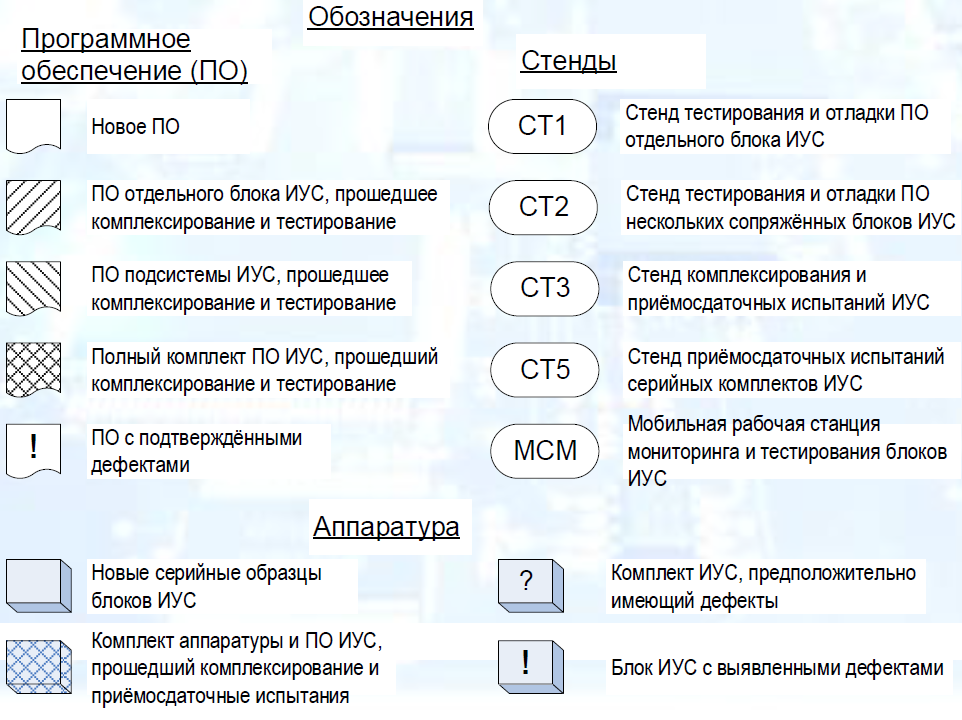 Обозначения
Программное
обеспечение (ПО)
Новое ПО
ПО отдельного блока ИУС, прошедшее
комплексирование и тестирование
ПО подсистемы ИУС, прошедшее
комплексирование и тестирование
Полный комплект ПО ИУС, прошедший
комплексирование и тестирование
!
ПО с подтверждёнными
дефектами
Стенды
СТ1
Стенд тестирования и отладки ПО
отдельного блока ИУС
СТ2
Стенд тестирования и отладки ПО
нескольких сопряжённых блоков ИУС
СТ3
Стенд комплексирования и
приёмосдаточных испытаний ИУС
СТ5
Стенд приёмосдаточных испытаний
серийных комплектов ИУС
МСМ
Мобильная рабочая станция
мониторинга и тестирования блоков
ИУС
Аппаратура
Новые серийные образцы
блоков ИУС
Комплект аппаратуры и ПО ИУС,
прошедший комплексирование и
приёмосдаточные испытания
?
Комплект ИУС, предположительно
имеющий дефекты
!
Блок ИУС с выявленными дефектами